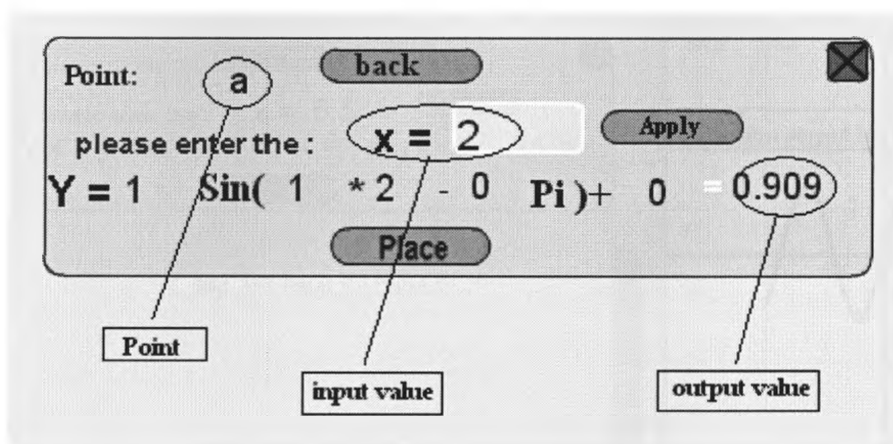 Point: a back
please enter the : x = 2 Apply
Y = 1 Sin( 1 * 2 - 0 Pi )+ 0 = 0.909
Place
Point
input value
output value